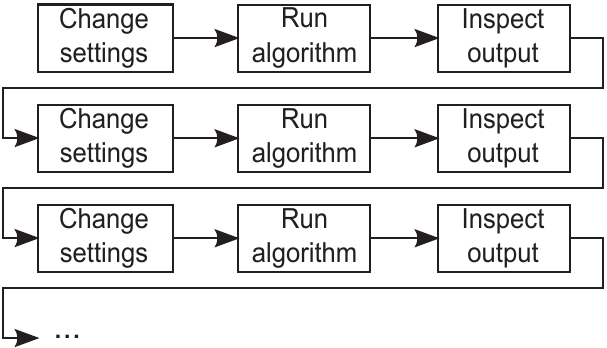 Change
settings
Run
algorithm
Inspect
output
Change
settings
Run
algorithm
Inspect
output
Change
settings
Run
algorithm
Inspect
output
...